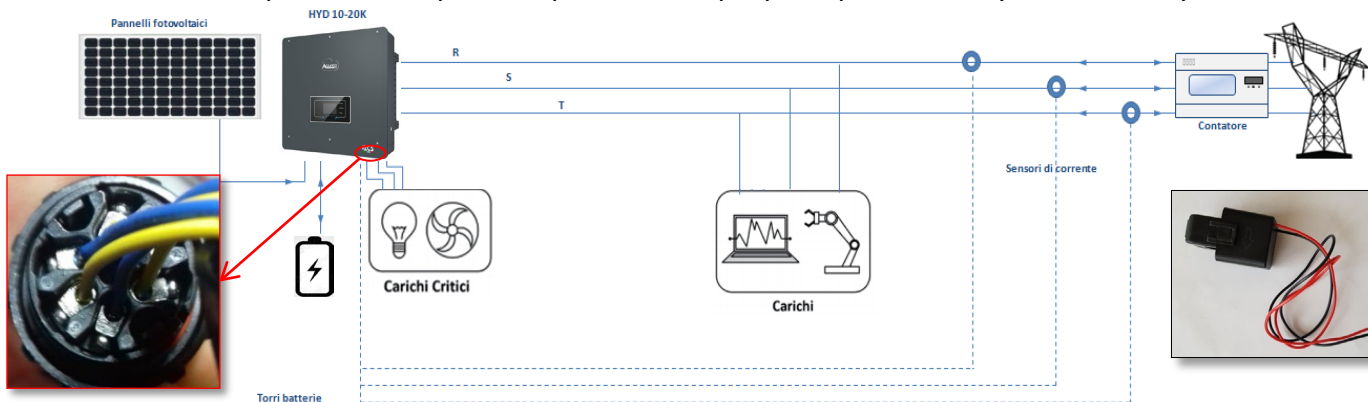 HYD 10-20K
Pannelli fotovoltaici
R
S
T
Contatore
Sensori di corrente
Carichi Critici
Carichi
Torri batterie